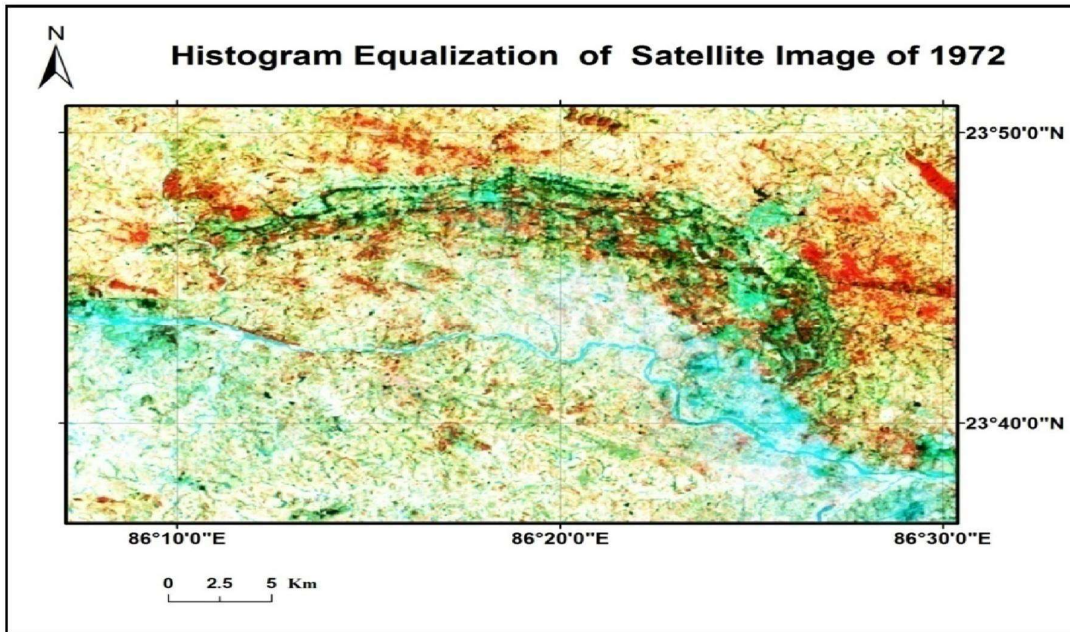 N
Histogram Equalization of Satellite Image of 1972
23°50'0"N
23°40'0"N
86°10'0"E 86°20'0"E 86°30'0"E
0 2.5 5 Km